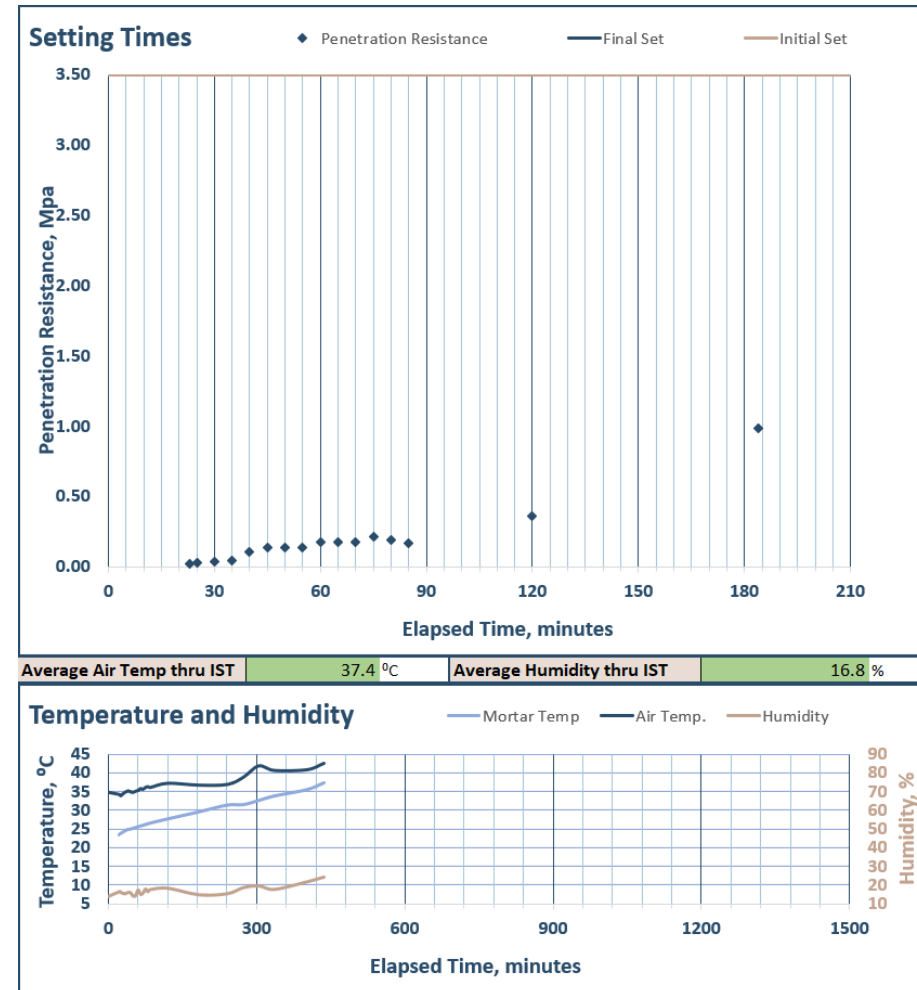 Setting Times
Penetration Resistance
Final Set
Initial Set
Penetration Resistance, Mpa
3.50
3.00
2.50
2.00
1.50
1.00
0.50
0.00
0 30 60 90 120 150 180 210
Elapsed Time, minutes
Average Air Temp thru IST 37.4 ⁰C Average Humidity thru IST 16.8 %
Temperature and Humidity
Mortar Temp
Air Temp.
Humidity
Temperature, ⁰C
45
40
35
30
25
20
15
10
5
90
80
70
60
50
40
30
20
10
Humidity, %
0 300 600 900 1200 1500
Elapsed Time, minutes